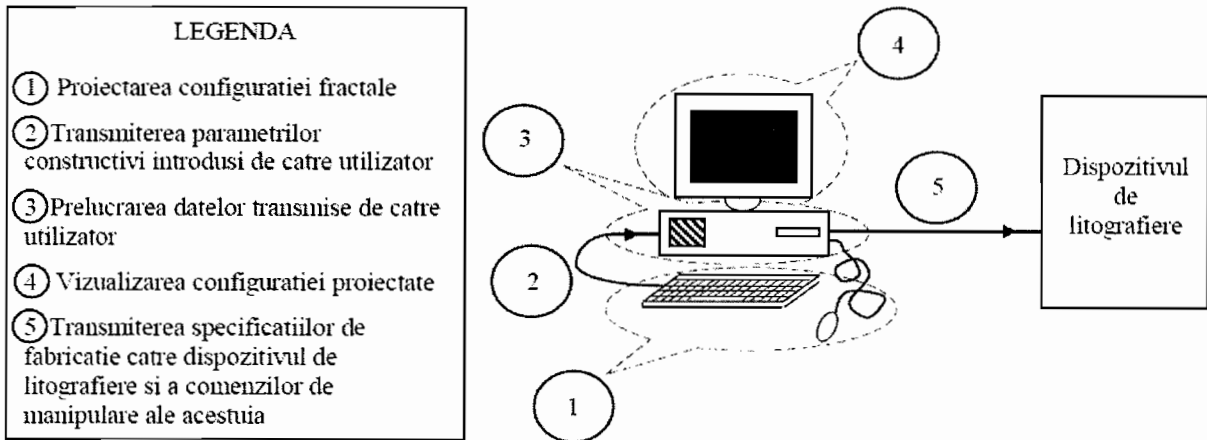 LEGENDA
1 Proiectarea configuratiei fractale
2 Transmiterea parametrilor
constructivi introdusi de catre utilizator
3 Prelucrarea datelor transmise de catre
utilizator
4 Vizualizarea configuratiei proiectate
5 Transmiterea specificatiilor de
fabricatie catre dispozitivul de
litografiere si a comenzilor de
manipulare ale acestuia
4
3
5
2
1
Dispozitivul
de
litografiere